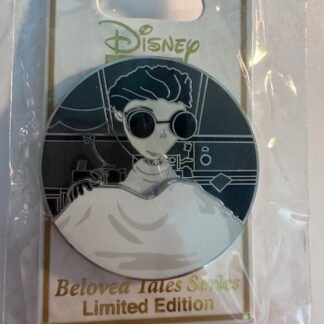 Disney
Beloved Tales Series
Limited Edition